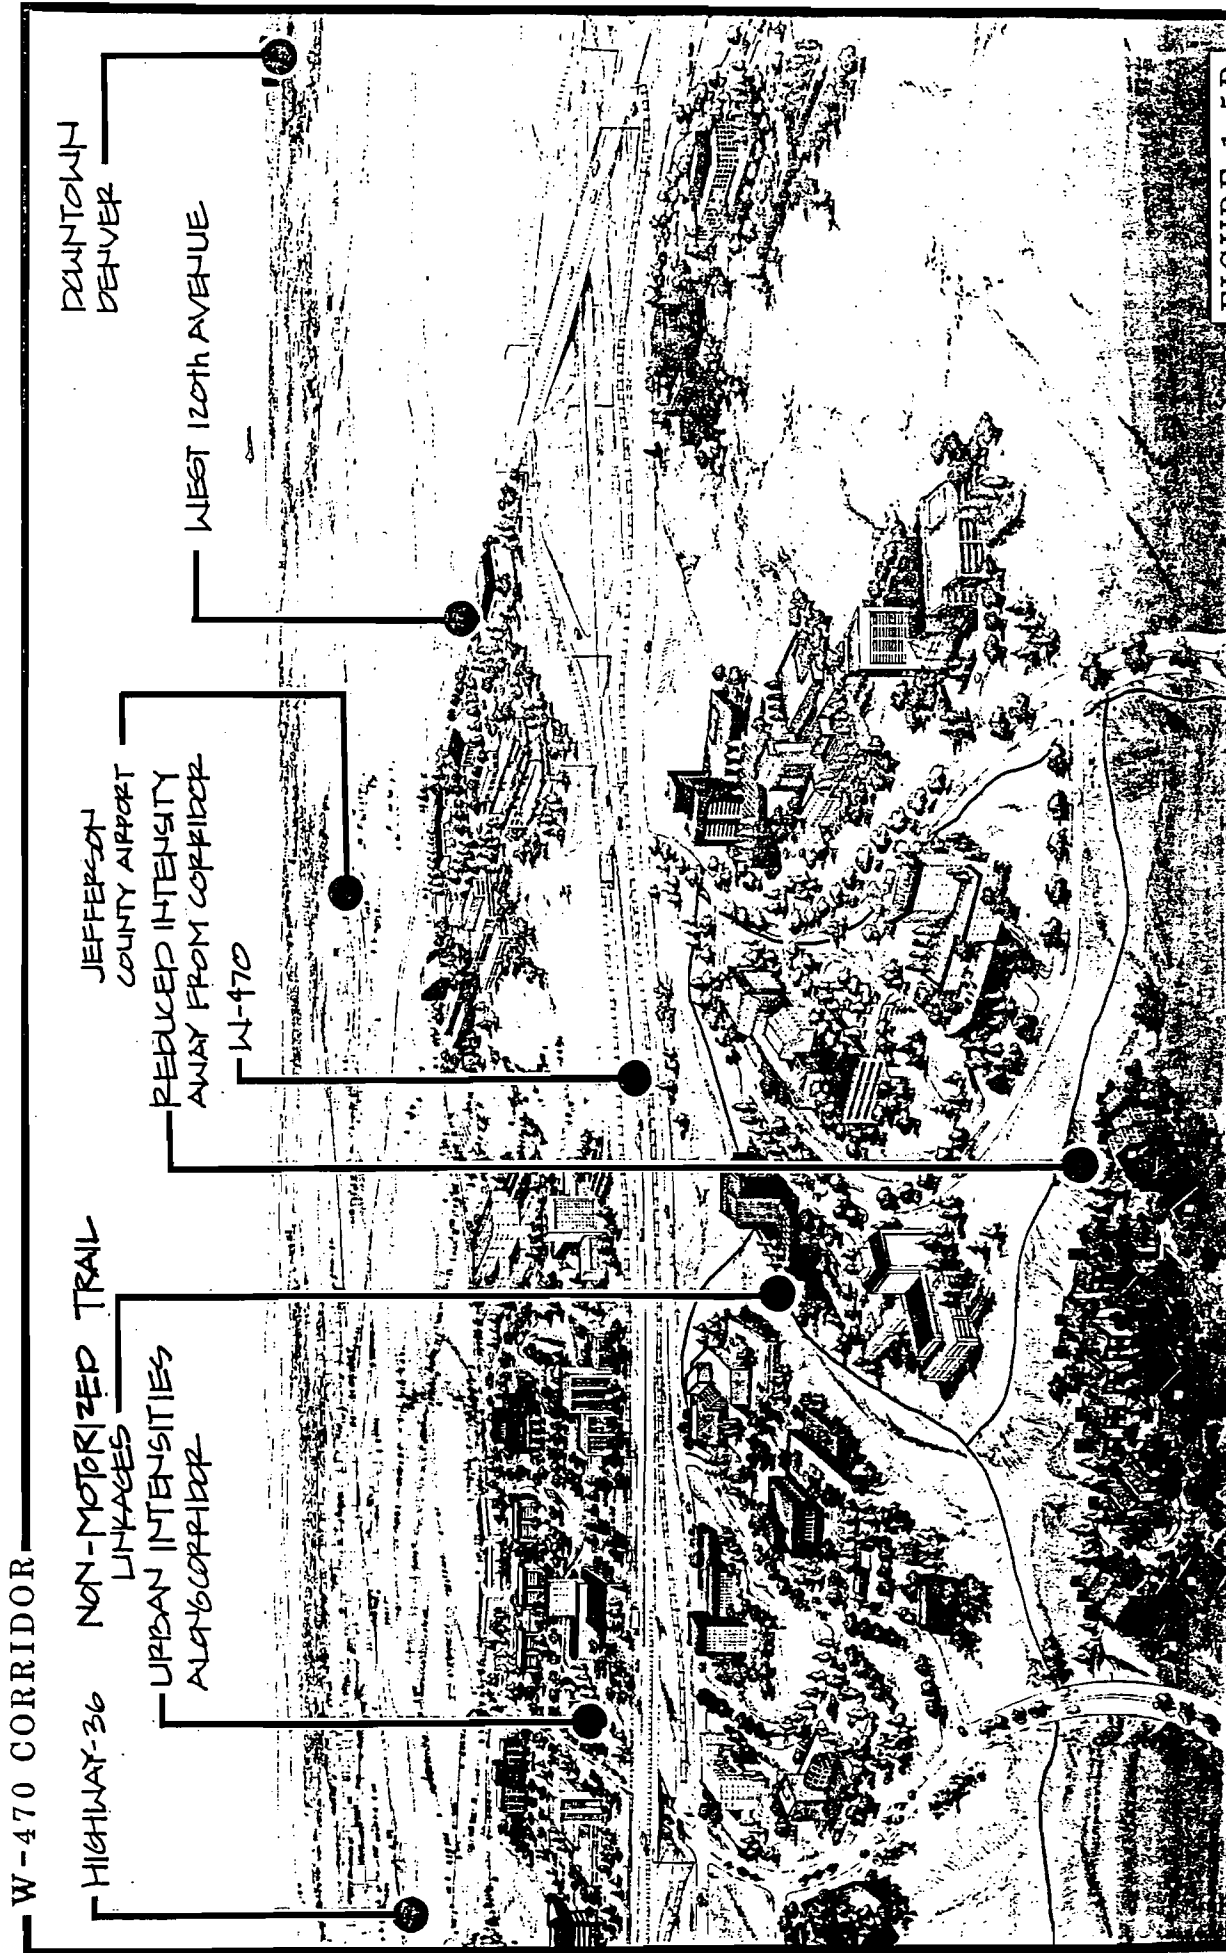 W-470 CORRIDOR
HIGHWAY-36
NON-MOTORIZED TRAIL
LINKAGES
URBAN INTENSITIES
ALONG CORRIDOR
JEFFERSON
COUNTY AIRPORT
REDUCED INTENSITY
AWAY FROM CORRIDOR
W-470
WEST 120th AVENUE
DOWNTOWN
DENVER